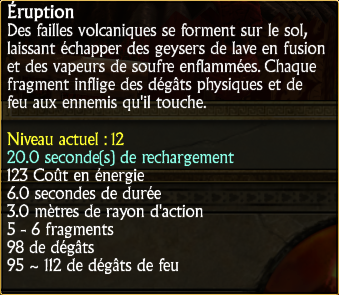 Éruption
Des failles volcaniques se forment sur le sol,
laissant échapper des geysers de lave en fusion
et des vapeurs de soufre enflammées. Chaque
fragment inflige des dégâts physiques et de
feu aux ennemis qu'il touche.
Niveau actuel : 12
20.0 seconde(s) de rechargement
123 Coût en énergie
6.0 secondes de durée
3.0 mètres de rayon d'action
5 - 6 fragments
98 de dégâts
95 ~ 112 de dégâts de feu